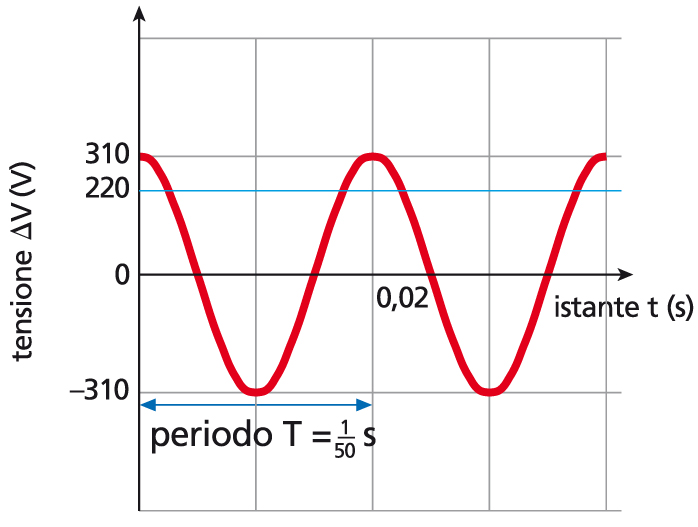 tensione ΔV (V)
310
220
0
0,02
istante t (s)
–310
periodo T = 1/50 s